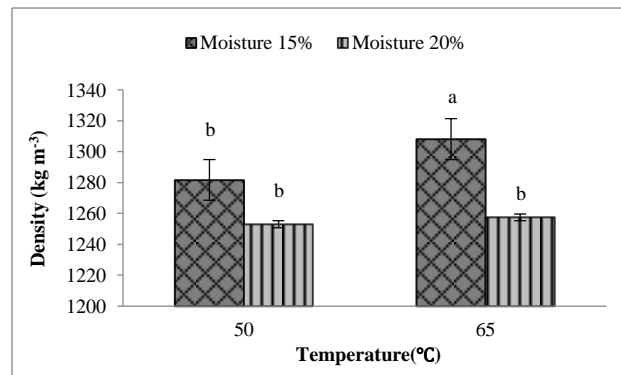 Moisture 15% Moisture 20%
1340
1320
1300
1280
1260
1240
1220
1200
Density (kg m-3)
b
b
a
b
50 65
Temperature(℃)